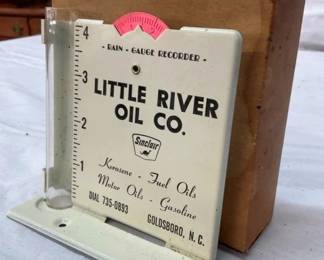 4
- RAIN - GAUGE RECORDER -
3
LITTLE RIVER
OIL CO.
2
Sinclair
Kerosene - Fuel Oils
1
Motor Oils - Gasoline
DIAL 735-0893
GOLDSBORO, N. C.